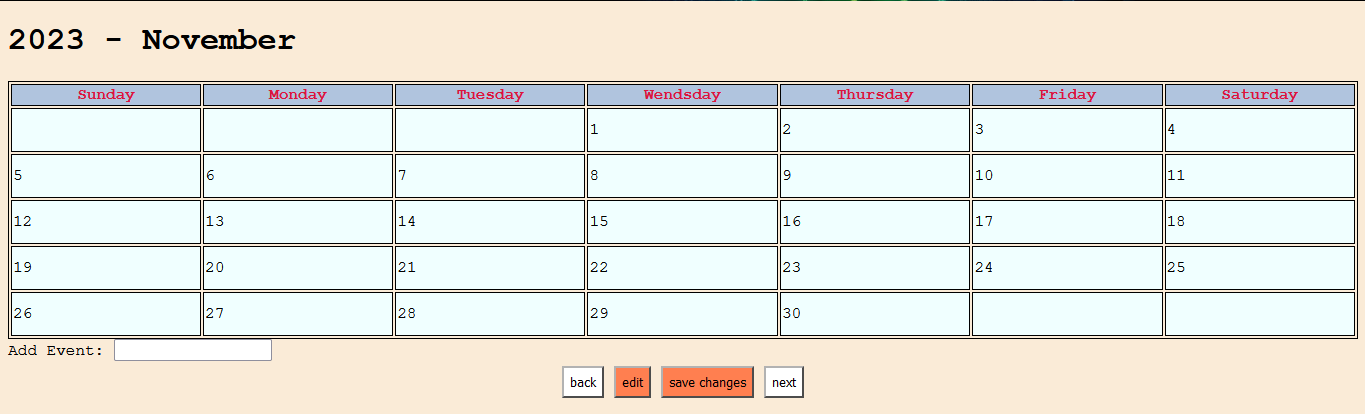 2023 - November
Sunday Monday Tuesday Wendsday Thursday Friday Saturday
1 2 3 4
5 6 7 8 9 10 11
12 13 14 15 16 17 18
19 20 21 22 23 24 25
26 27 28 29 30
Add Event:
back edit save changes next